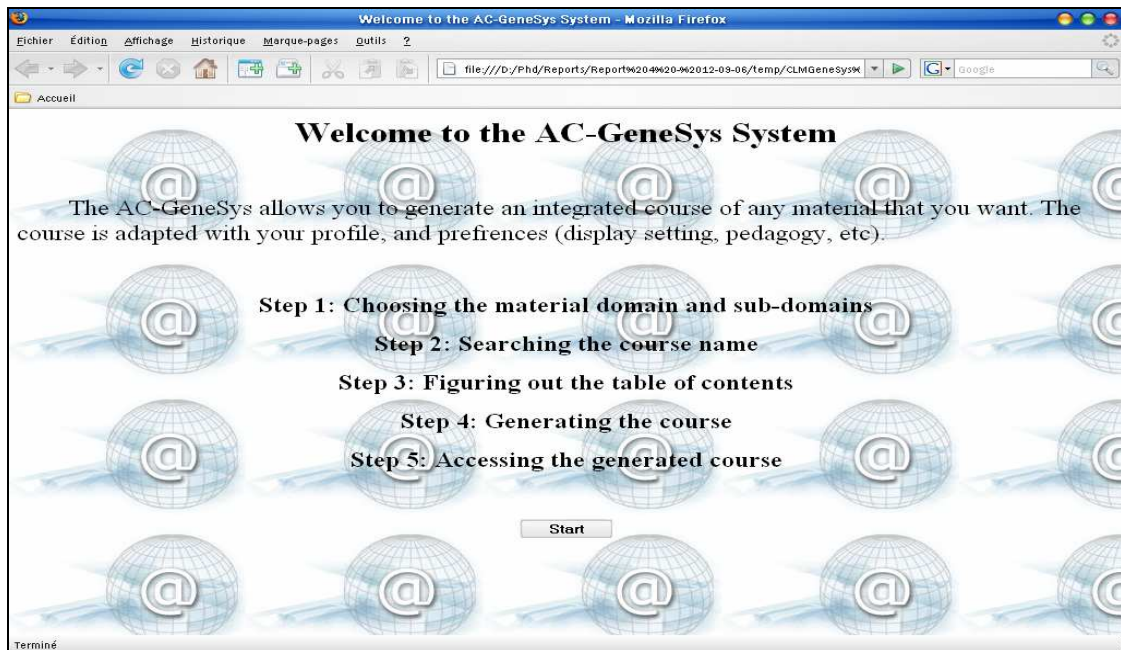 Welcome to the AC-GeneSys System - Mozilla Firefox
Fichier Édition Affichage Historique Marque-pages Outils ?
file:///D:/Phd/Reports/Report%204%20-%2012-09-06/temp/CLMGeneSys% Google
Accueil
Welcome to the AC-GeneSys System
The AC-GeneSys allows you to generate an integrated course of any material that you want. The
course is adapted with your profile, and prefrences (display setting, pedagogy, etc).
Step 1: Choosing the material domain and sub-domains
Step 2: Searching the course name
Step 3: Figuring out the table of contents
Step 4: Generating the course
Step 5: Accessing the generated course
Start
Terminé